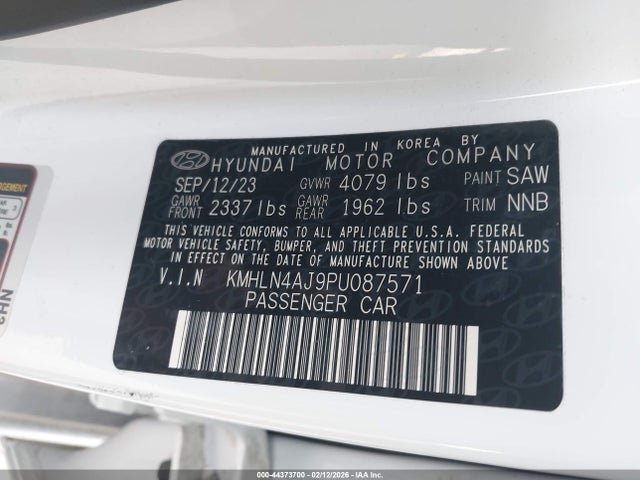 MANUFACTURED IN KOREA BY
HYUNDAI MOTOR COMPANY
SEP/12/23 GVWR 4079 lbs PAINT SAW
GAWR FRONT 2337 lbs GAWR REAR 1962 lbs TRIM NNB
THIS VEHICLE CONFORMS TO ALL APPLICABLE U.S.A. FEDERAL
MOTOR VEHICLE SAFETY, BUMPER, AND THEFT PREVENTION STANDARDS
IN EFFECT ON THE DATE OF MANUFACTURE SHOWN ABOVE
V.I.N KMHLN4AJ9PU087571
PASSENGER CAR
000-44373700 - 02/12/2026 - COPYRIGHT IAA, LLC